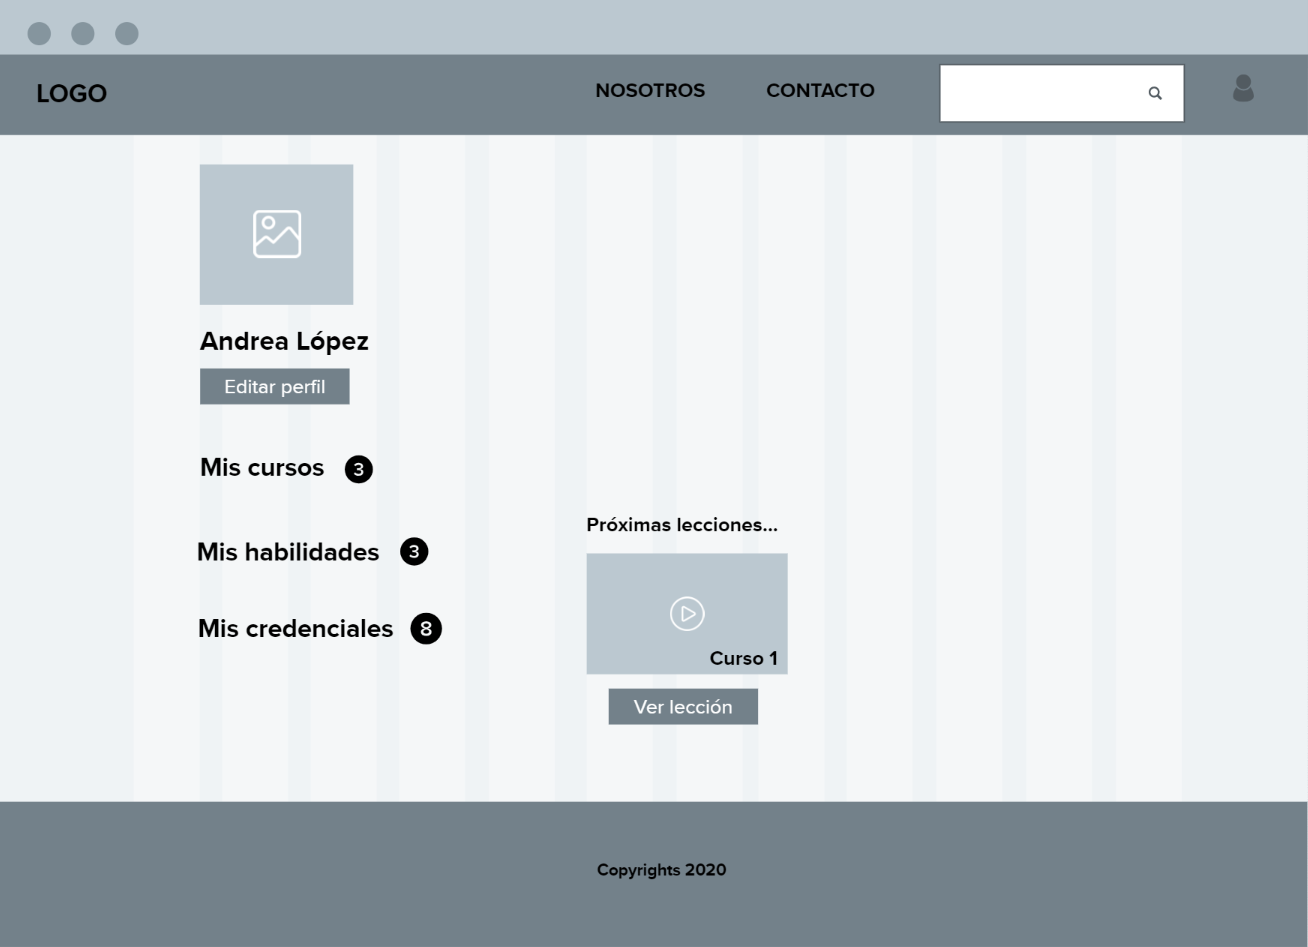 LOGO
NOSOTROS
CONTACTO
Andrea López
Editar perfil
Mis cursos 3
Mis habilidades 3
Mis credenciales 8
Próximas lecciones...
Curso 1
Ver lección
Copyrights 2020